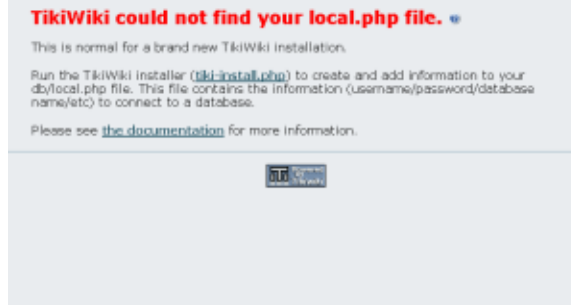 TikiWiki could not find your local.php file.
This is normal for a brand new TikiWiki installation.
Run the TikiWiki installer (tiki-install.php) to create and add information to your
db/local.php file. This file contains the information (username/password/database
name/etc) to connect to a database.
Please see the documentation for more information.